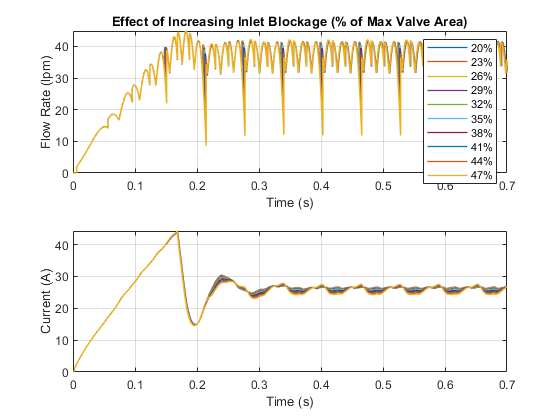 Effect of Increasing Inlet Blockage (% of Max Valve Area)
Flow Rate (lpm)
40
30
20
10
0
0 0.1 0.2 0.3 0.4 0.5 0.6 0.7
Time (s)
20%
23%
26%
29%
32%
35%
38%
41%
44%
47%
Current (A)
40
30
20
10
0
0 0.1 0.2 0.3 0.4 0.5 0.6 0.7
Time (s)